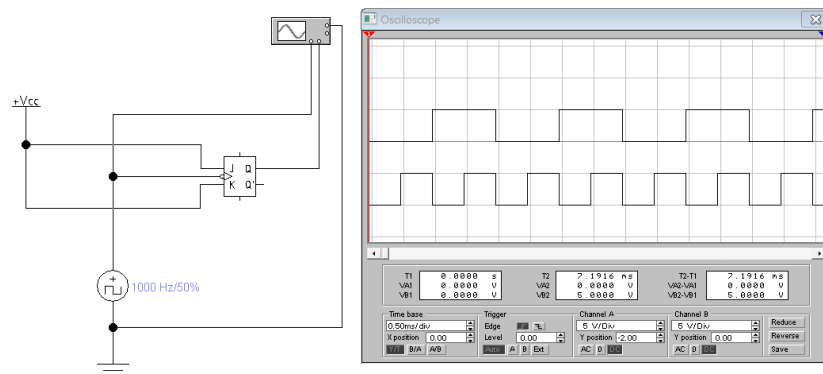 Oscilloscope
+Vcc
J Q
K Q'
1000 Hz/50%
1
T1 0.0000 s T2 7.1916 ms T2-T1 7.1916 ms
VA1 0.0000 V VA2 0.0000 V VA2-VA1 0.0000 V
VB1 0.0000 V VB2 5.0000 V VB2-VB1 5.0000 V
Time base Trigger Channel A Channel B
0.50ms/div Edge 5 V/Div 5 V/Div Reduce
X position 0.00 Level 0.00 Y position -2.00 Y position 0.00 Reverse
Y/T B/A A/B Auto A B Ext AC 0 DC AC 0 DC Save